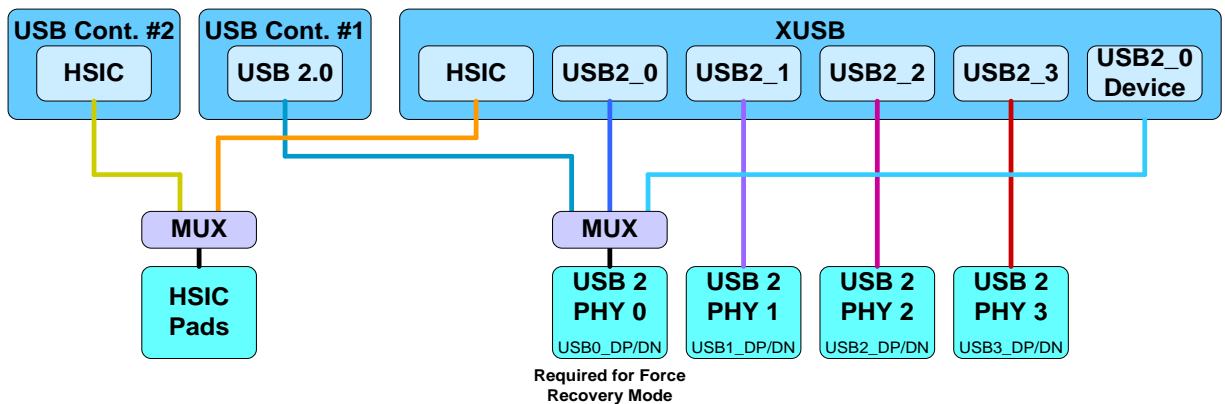 USB Cont. #2
USB Cont. #1
XUSB
HSIC
USB 2.0
HSIC
USB2_0
USB2_1
USB2_2
USB2_3
USB2_0
Device
MUX
MUX
HSIC
Pads
USB 2
PHY 0
USB0_DP/DN
USB 2
PHY 1
USB1_DP/DN
USB 2
PHY 2
USB2_DP/DN
USB 2
PHY 3
USB3_DP/DN
Required for Force
Recovery Mode